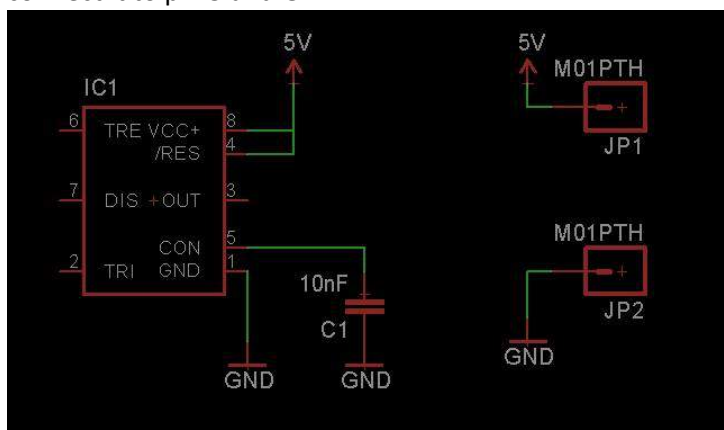 5V
5V
M01PTH
IC1
6 TRE VCC+ 8
/RES 4
JP1
7 DIS +OUT 3
M01PTH
CON 5
2 TRI GND 1
10nF
JP2
C1
GND
GND
GND